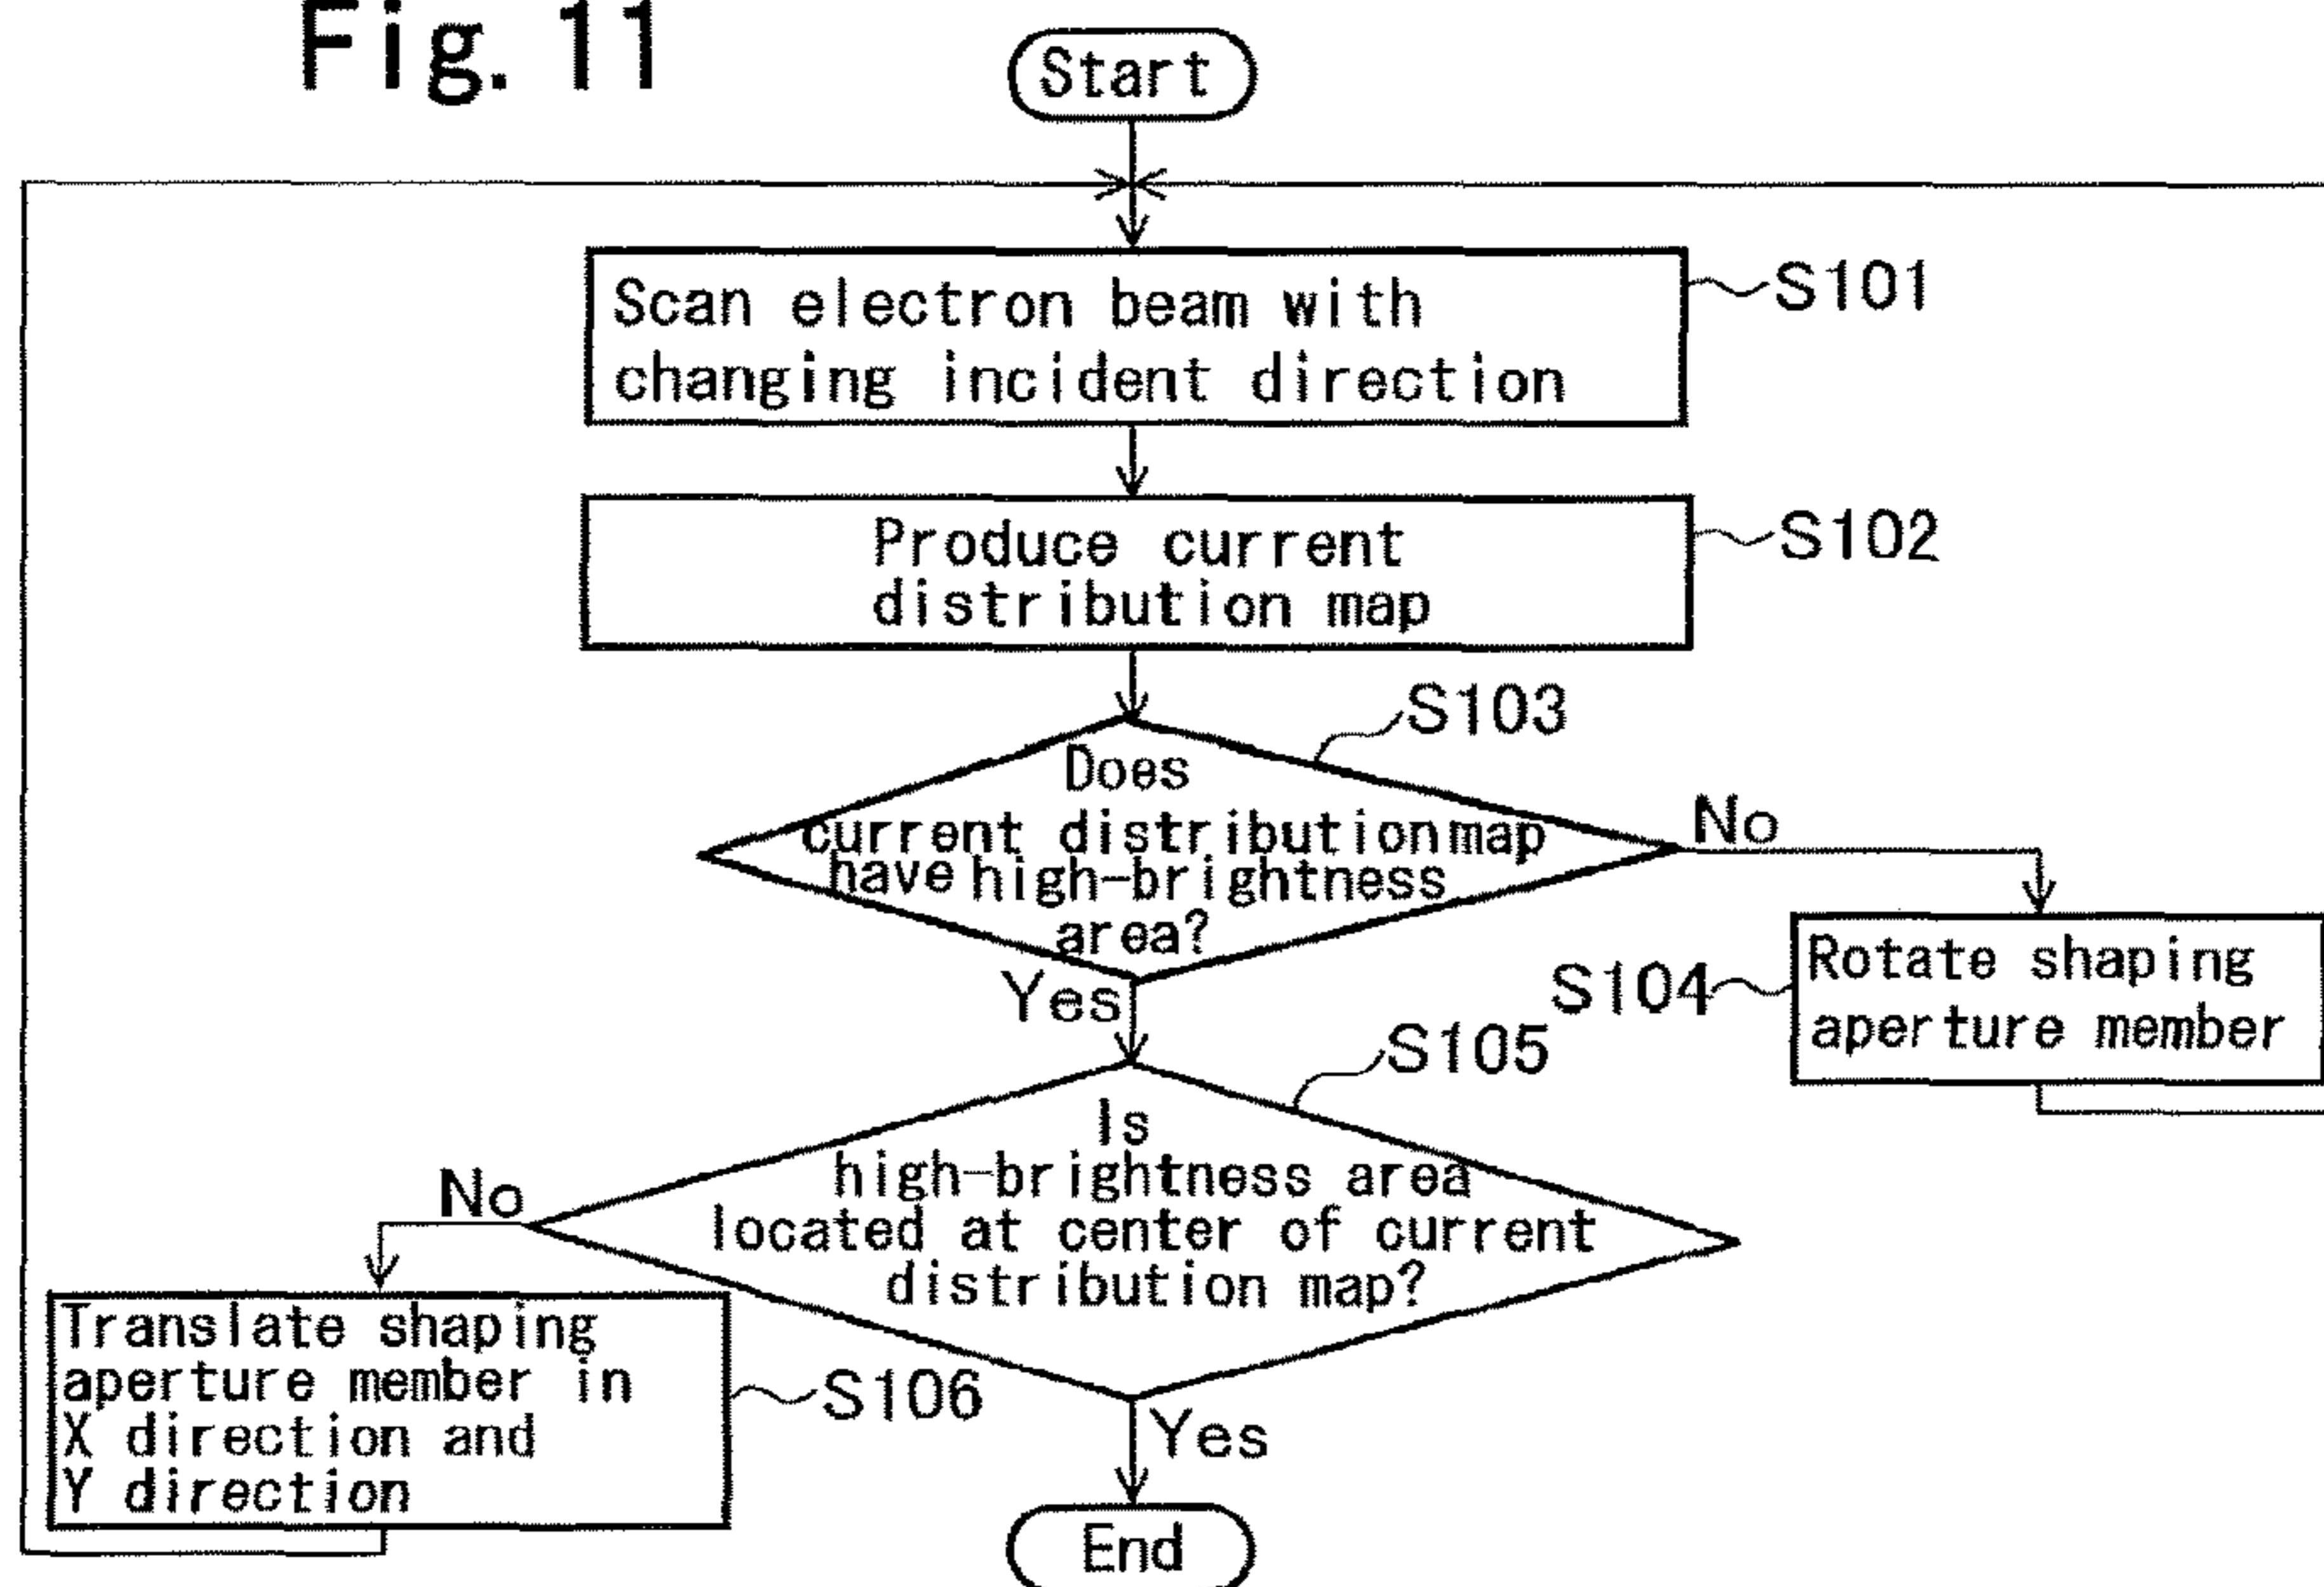 Fig. 11
Start
Scan electron beam with
changing incident direction
S101
Produce current
distribution map
S102
S103
Does
current distribution map
have high-brightness
area?
No
Yes
S104
Rotate shaping
aperture member
S105
Is
high-brightness area
located at center of current
distribution map?
No
Translate shaping
aperture member in
X direction and
Y direction
S106
Yes
End